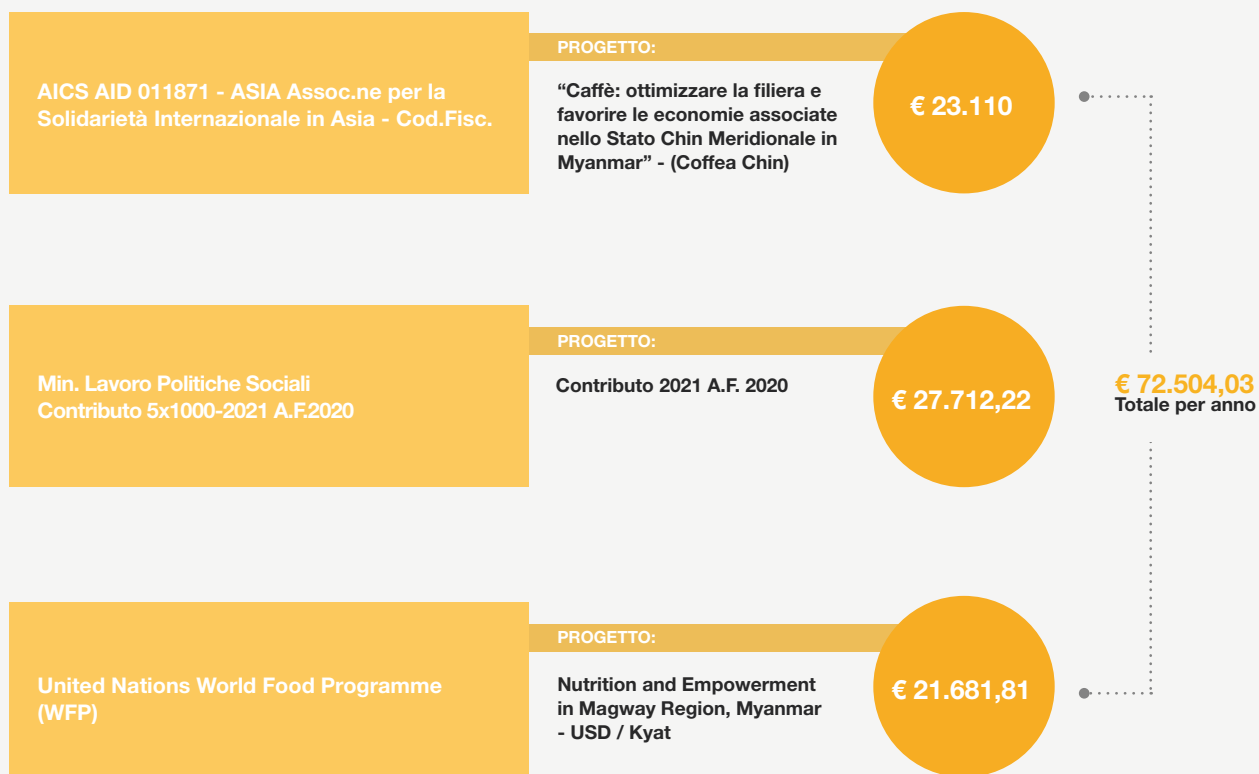 AICS AID 011871 - ASIA Assoc.ne per la
Solidarietà Internazionale in Asia - Cod.Fisc.
PROGETTO:
“Caffè: ottimizzare la filiera e
favorire le economie associate
nello Stato Chin Meridionale in
Myanmar” - (Coffea Chin)
€ 23.110
Min. Lavoro Politiche Sociali
Contributo 5x1000-2021 A.F.2020
PROGETTO:
Contributo 2021 A.F. 2020
€ 27.712,22
€ 72.504,03
Totale per anno
United Nations World Food Programme
(WFP)
PROGETTO:
Nutrition and Empowerment
in Magway Region, Myanmar
- USD / Kyat
€ 21.681,81